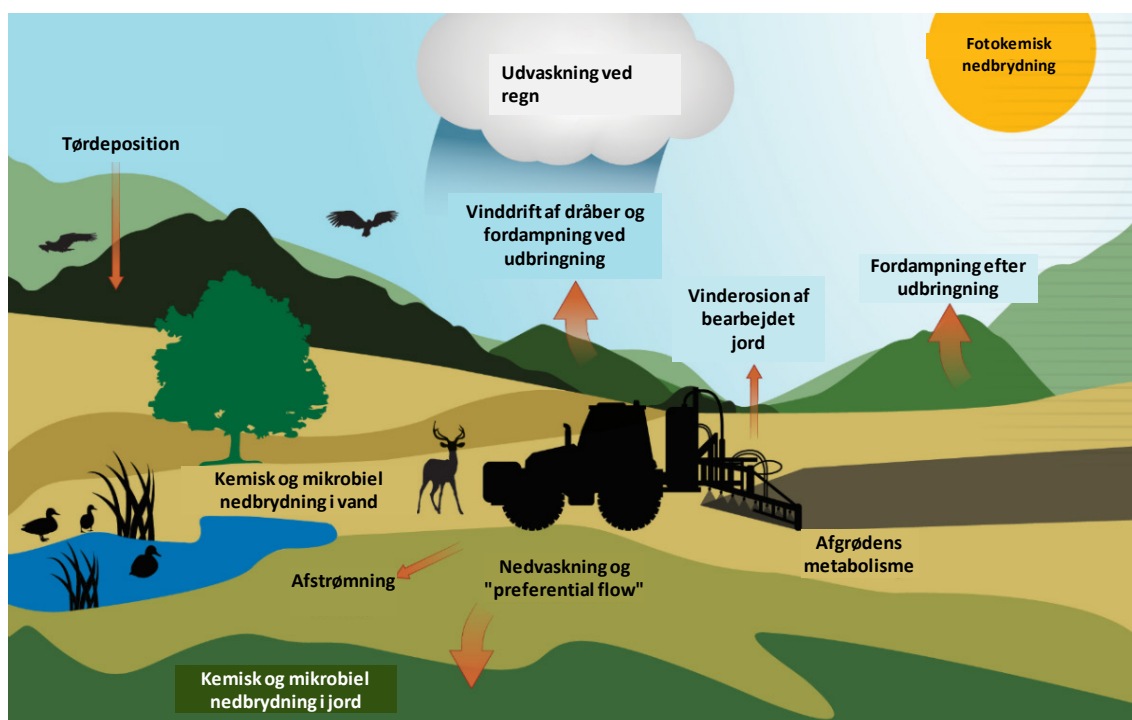 Fotokemisk
nedbrydning
Udvaskning ved
regn
Tørdeposition
Vinddrift af dråber og
fordampning ved
udbringning
Fordampning efter
udbringning
Vinderosion af
bearbejdet
jord
Kemisk og mikrobiel
nedbrydning i vand
Afgrødens
metabolisme
Afstrømning
Nedvaskning og
"preferential flow"
Kemisk og mikrobiel
nedbrydning i jord